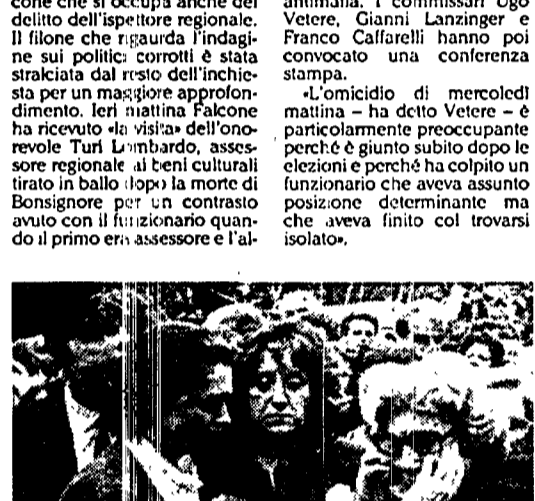 cone che si occupa anche del
delitto dell'ispettore regionale.
Il filone che rigaurda l'indagi-
ne sui politici corrotti è stata
stralciata dal resto dell'inchie-
sta per un maggiore approfon-
dimento. Ieri mattina Falcone
ha ricevuto «la visita» dell'ono-
revole Turi Lombardo, asses-
sore regionale ai beni culturali
tirato in ballo dopo la morte di
Bonsignore per un contrasto
avuto con il funzionario quan-
do il primo era assessore e l'al-
antimafia. I commissari Ugo
Vetere, Gianni Lanzinger e
Franco Caffarelli hanno poi
convocato una conferenza
stampa.
«L'omicidio di mercoledì
mattina – ha detto Vetere – è
particolarmente preoccupante
perché è giunto subito dopo le
elezioni e perché ha colpito un
funzionario che aveva assunto
posizione determinante ma
che aveva finito col trovarsi
isolato».